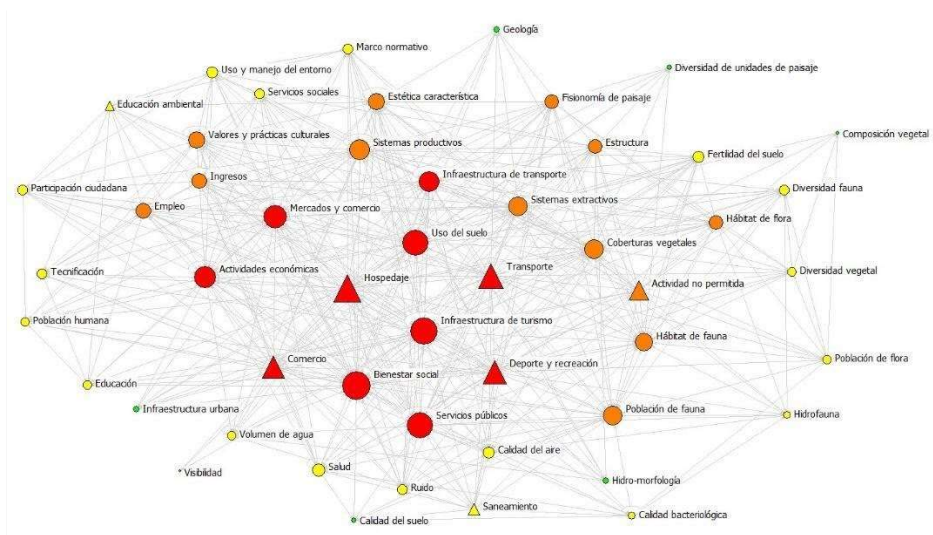 Geología
Marco normativo
Diversidad de unidades de paisaje
Uso y manejo del entorno
Servicios sociales
Estética característica
Fisionomía de paisaje
Educación ambiental
Composición vegetal
Valores y prácticas culturales
Sistemas productivos
Estructura
Fertilidad del suelo
Ingresos
Infraestructura de transporte
Participación ciudadana
Diversidad fauna
Empleo
Mercados y comercio
Sistemas extractivos
Hábitat de flora
Uso del suelo
Coberturas vegetales
Tecnificación
Actividades económicas
Hospedaje
Transporte
Diversidad vegetal
Actividad no permitida
Población humana
Infraestructura de turismo
Hábitat de fauna
Comercio
Deporte y recreación
Población de flora
Educación
Bienestar social
Infraestructura urbana
Servicios públicos
Población de fauna
Hidrofauna
Volumen de agua
Calidad del aire
Visibilidad
Salud
Hidro-morfología
Ruido
Saneamiento
Calidad del suelo
Calidad bacteriológica